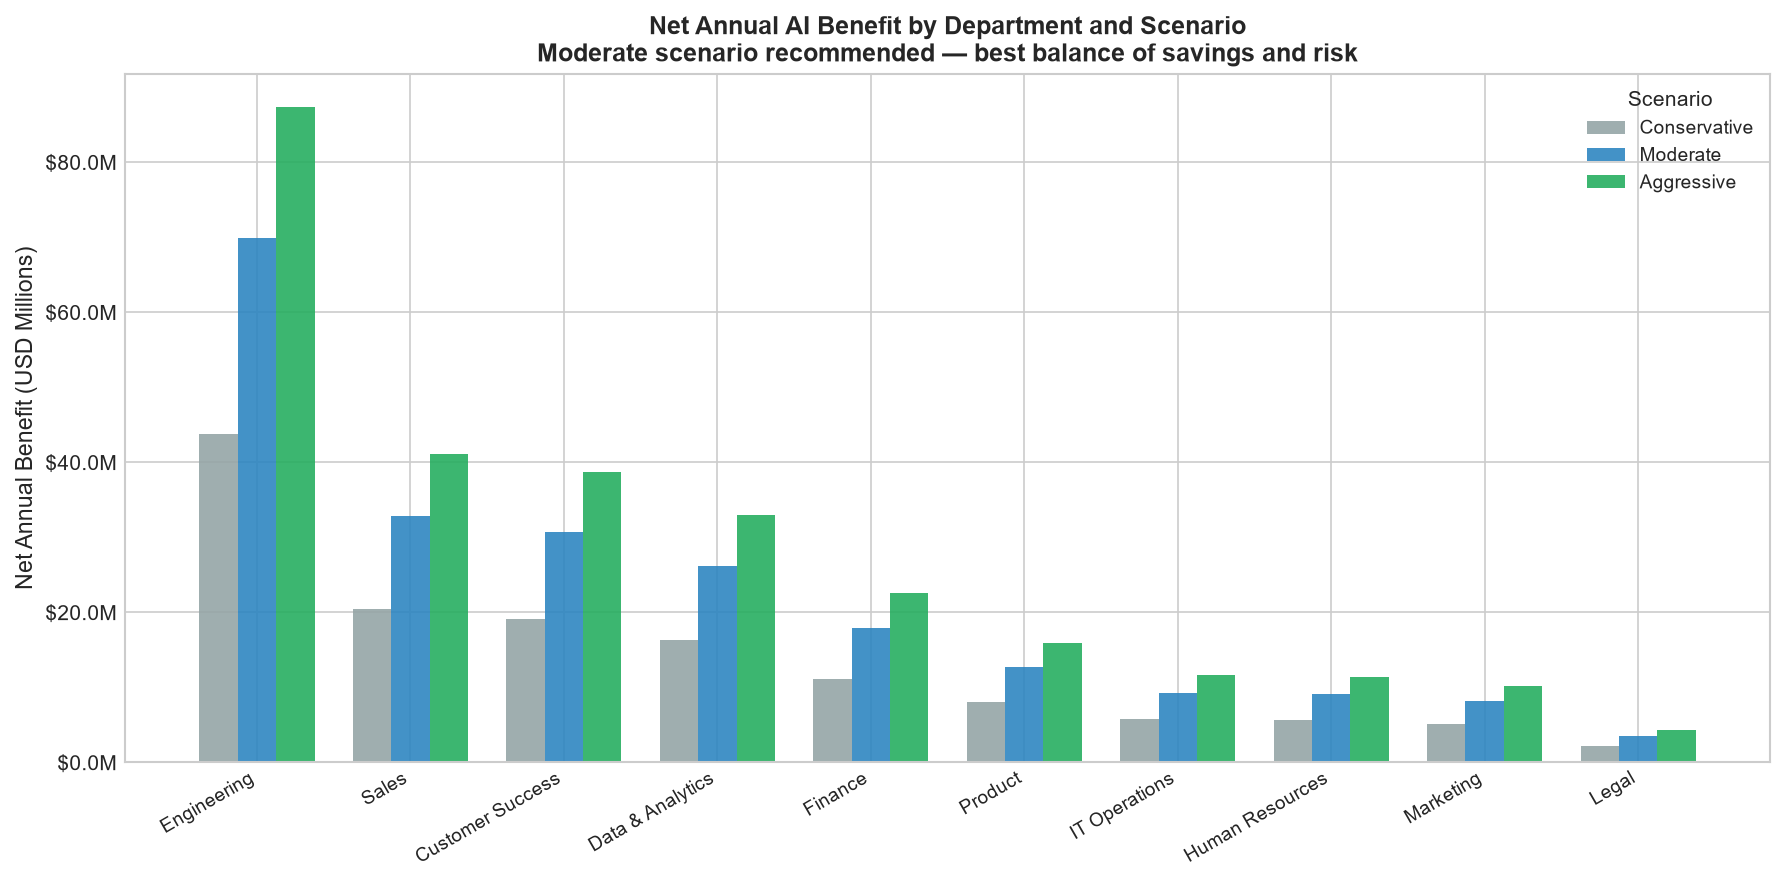 Net Annual AI Benefit by Department and Scenario
Moderate scenario recommended — best balance of savings and risk
Scenario
Conservative
Moderate
Aggressive
Net Annual Benefit (USD Millions)
$80.0M
$60.0M
$40.0M
$20.0M
$0.0M
Engineering
Sales
Customer Success
Data & Analytics
Finance
Product
IT Operations
Human Resources
Marketing
Legal